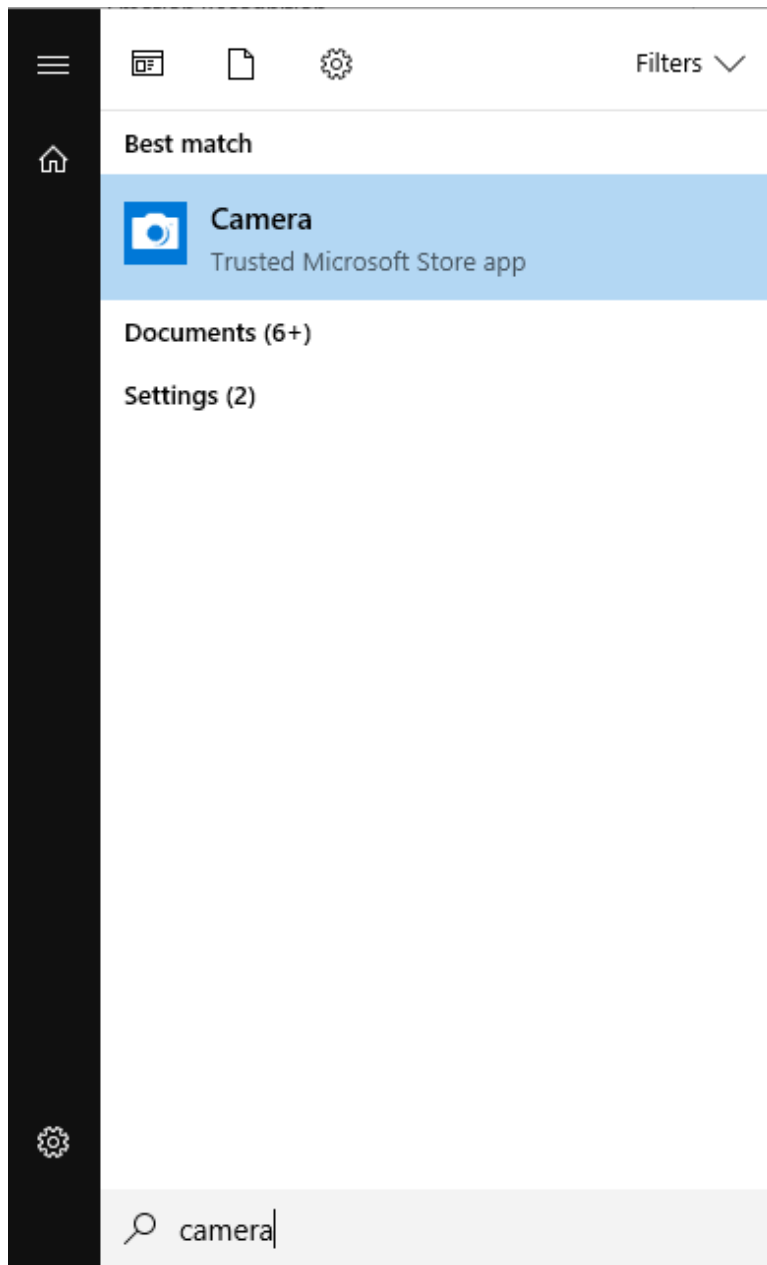 Filters
Best match
Camera
Trusted Microsoft Store app
Documents (6+)
Settings (2)
camera